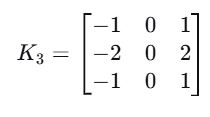 K₃ = [ −1 0 1
−2 0 2
−1 0 1 ]